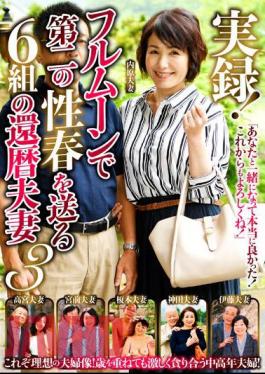 実録!
「あなたと一緒になって本当に良かった!
これからもよろしくね♪」
内原夫妻
フルムーンで
第二の性春を送る
6組の還暦夫妻
3
高宮夫妻
宮前夫妻
榎本夫妻
神田夫妻
伊藤夫妻
これぞ理想の夫婦像!歳を重ねても激しく貪り合う中高年夫婦!